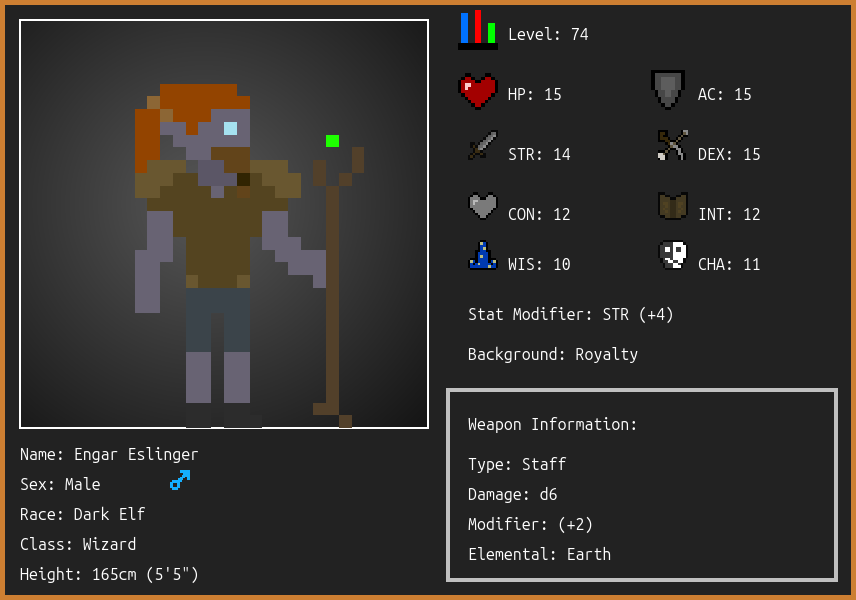 Level: 74
HP: 15
AC: 15
STR: 14
DEX: 15
CON: 12
INT: 12
WIS: 10
CHA: 11
Stat Modifier: STR (+4)
Background: Royalty
Weapon Information:
Type: Staff
Damage: d6
Modifier: (+2)
Elemental: Earth
Name: Engar Eslinger
Sex: Male
Race: Dark Elf
Class: Wizard
Height: 165cm (5'5")